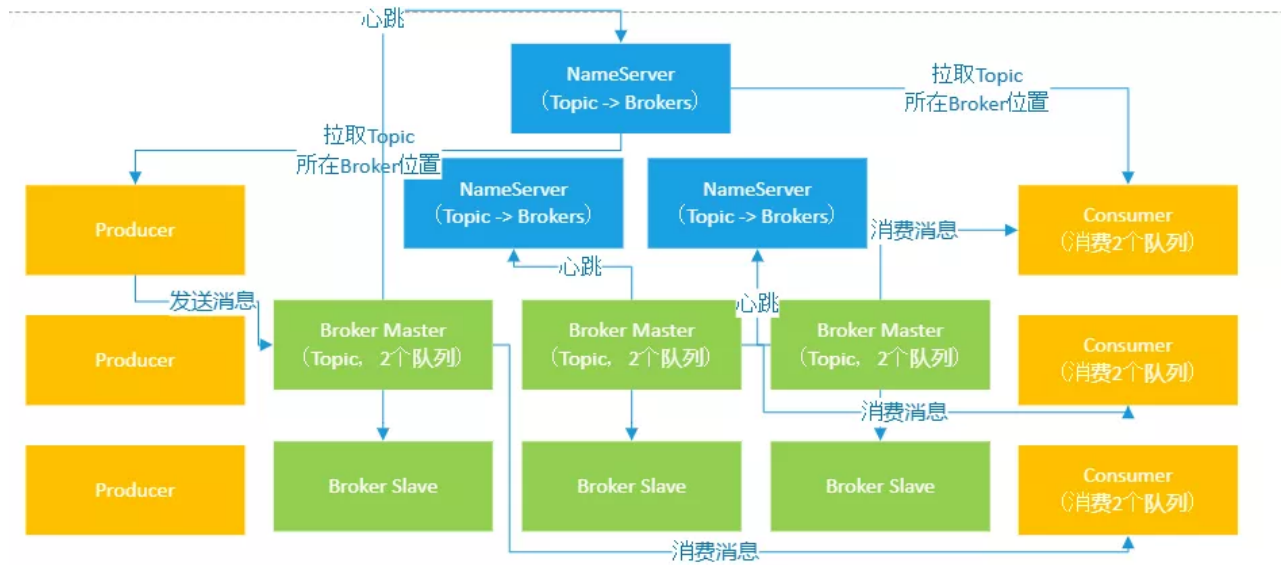 心跳
NameServer
（Topic -> Brokers）
拉取Topic
所在Broker位置
拉取Topic
所在Broker位置
NameServer
（Topic -> Brokers）
NameServer
（Topic -> Brokers）
Producer
消费消息
Consumer
（消费2个队列）
心跳
发送消息
心跳
Broker Master
（Topic，2个队列）
Broker Master
（Topic，2个队列）
Broker Master
（Topic，2个队列）
Producer
Consumer
（消费2个队列）
消费消息
Producer
Broker Slave
Broker Slave
Broker Slave
Consumer
（消费2个队列）
消费消息